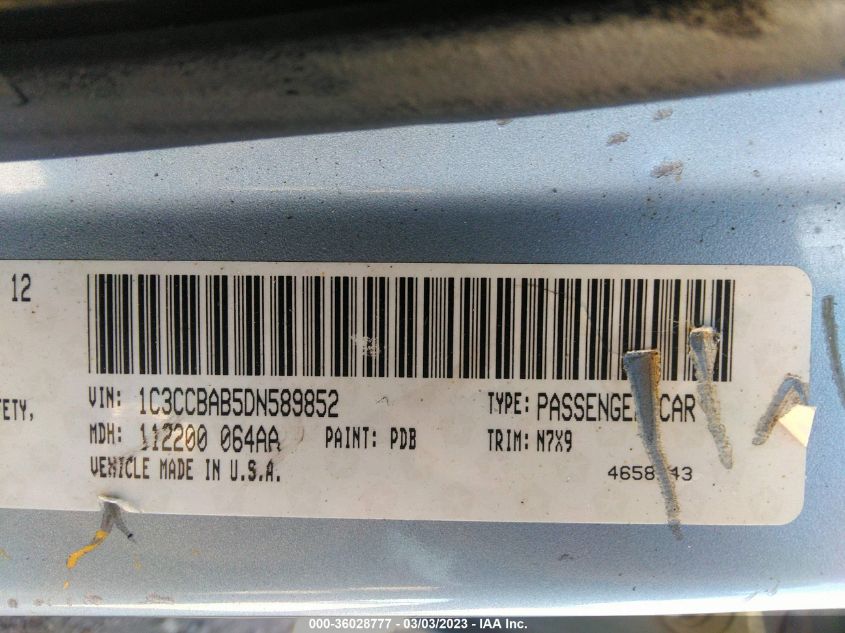 12
FETY,
VIN: 1C3CCBAB5DN589852
TYPE: PASSENGER CAR
MDH: 112200 064AA
PAINT: PDB
TRIM: N7X9
VEHICLE MADE IN U.S.A.
000-36028777 - 03/03/2023 - IAA Inc.